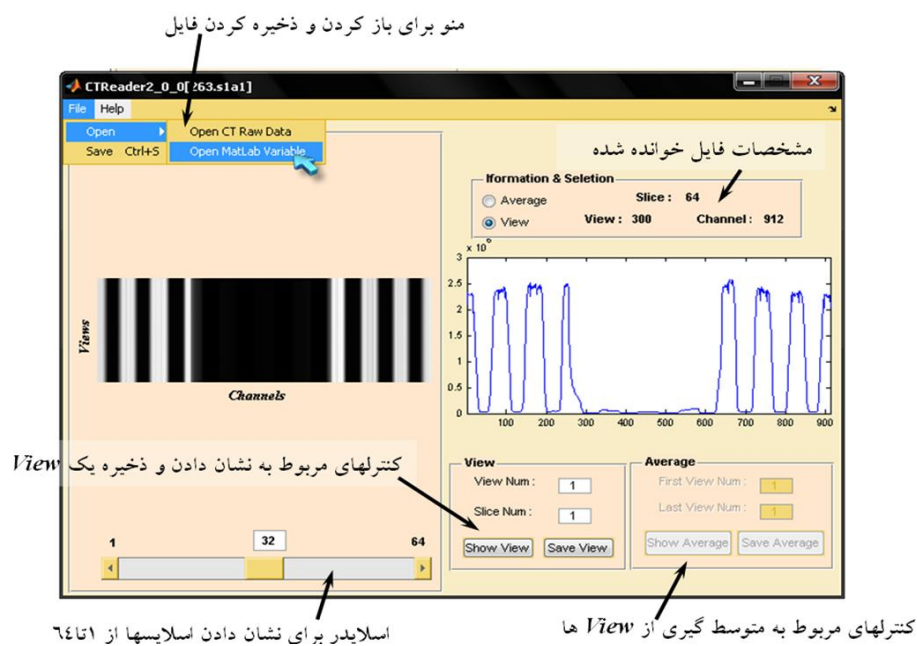 منو برای باز کردن و ذخیره کردن فایل
CTReader2_0_0[263.s1a1]
File Help
Open Open CT Raw Data
Save Ctrl+S Open MatLab Variable
مشخصات فایل خوانده شده
Iformation & Seletion
Average Slice : 64
View View : 300 Channel : 912
x 10
3
2.5
2
1.5
1
0.5
0
100 200 300 400 500 600 700 800 900
Views
Channels
کنترلهای مربوط به نشان دادن و ذخیره یک View
View
View Num : 1
Slice Num : 1
Show View Save View
Average
First View Num : 1
Last View Num : 1
Show Average Save Average
1 32 64
اسلایدر برای نشان دادن اسلایسها از ۱تا٦٤
کنترلهای مربوط به متوسط گیری از View ها